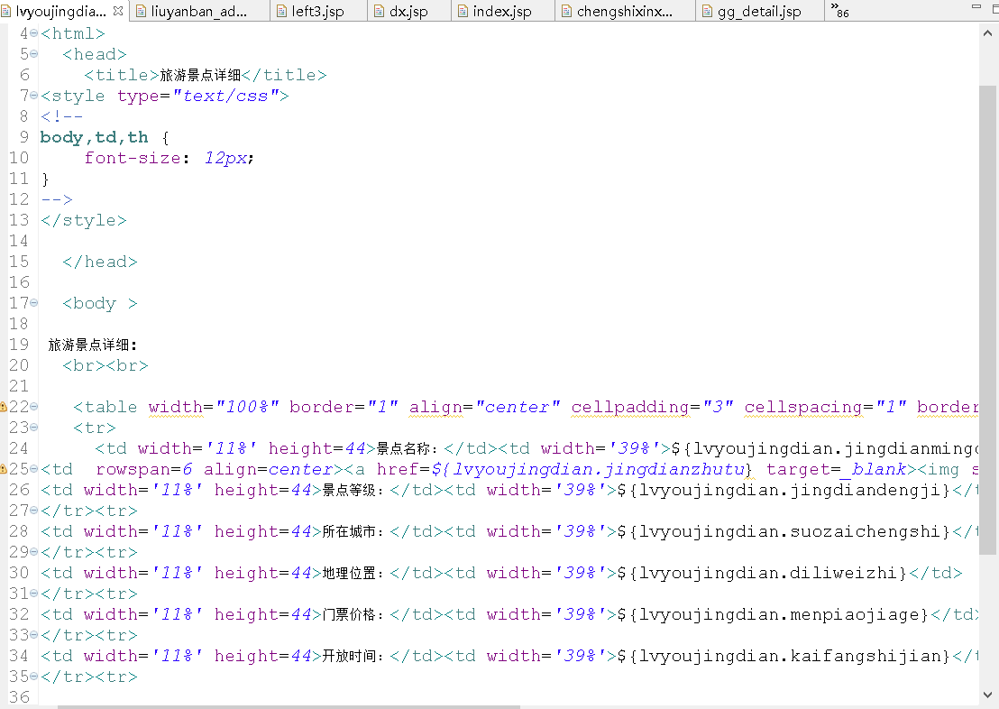 lvyoujingdia... liuyanban_ad... left3.jsp dx.jsp index.jsp chengshixinx... gg_detail.jsp »86
4 <html>
5 <head>
6 <title>旅游景点详细</title>
7 <style type="text/css">
8 <!--
9 body,td,th {
10 font-size: 12px;
11 }
12 -->
13 </style>
14
15 </head>
16
17 <body >
18
19 旅游景点详细:
20 <br><br>
21
22 <table width="100%" border="1" align="center" cellpadding="3" cellspacing="1" border
23 <tr>
24 <td width='11%' height=44>景点名称：</td><td width='39%'>${lvyoujingdian.jingdianming
25 <td rowspan=6 align=center><a href=${lvyoujingdian.jingdianzhutu} target=_blank><img s
26 <td width='11%' height=44>景点等级：</td><td width='39%'>${lvyoujingdian.jingdiandengji}</t
27 </tr><tr>
28 <td width='11%' height=44>所在城市：</td><td width='39%'>${lvyoujingdian.suozaichengshi}</t
29 </tr><tr>
30 <td width='11%' height=44>地理位置：</td><td width='39%'>${lvyoujingdian.diliweizhi}</td>
31 </tr><tr>
32 <td width='11%' height=44>门票价格：</td><td width='39%'>${lvyoujingdian.menpiaojiage}</td>
33 </tr><tr>
34 <td width='11%' height=44>开放时间：</td><td width='39%'>${lvyoujingdian.kaifangshijian}</t
35 </tr><tr>
36